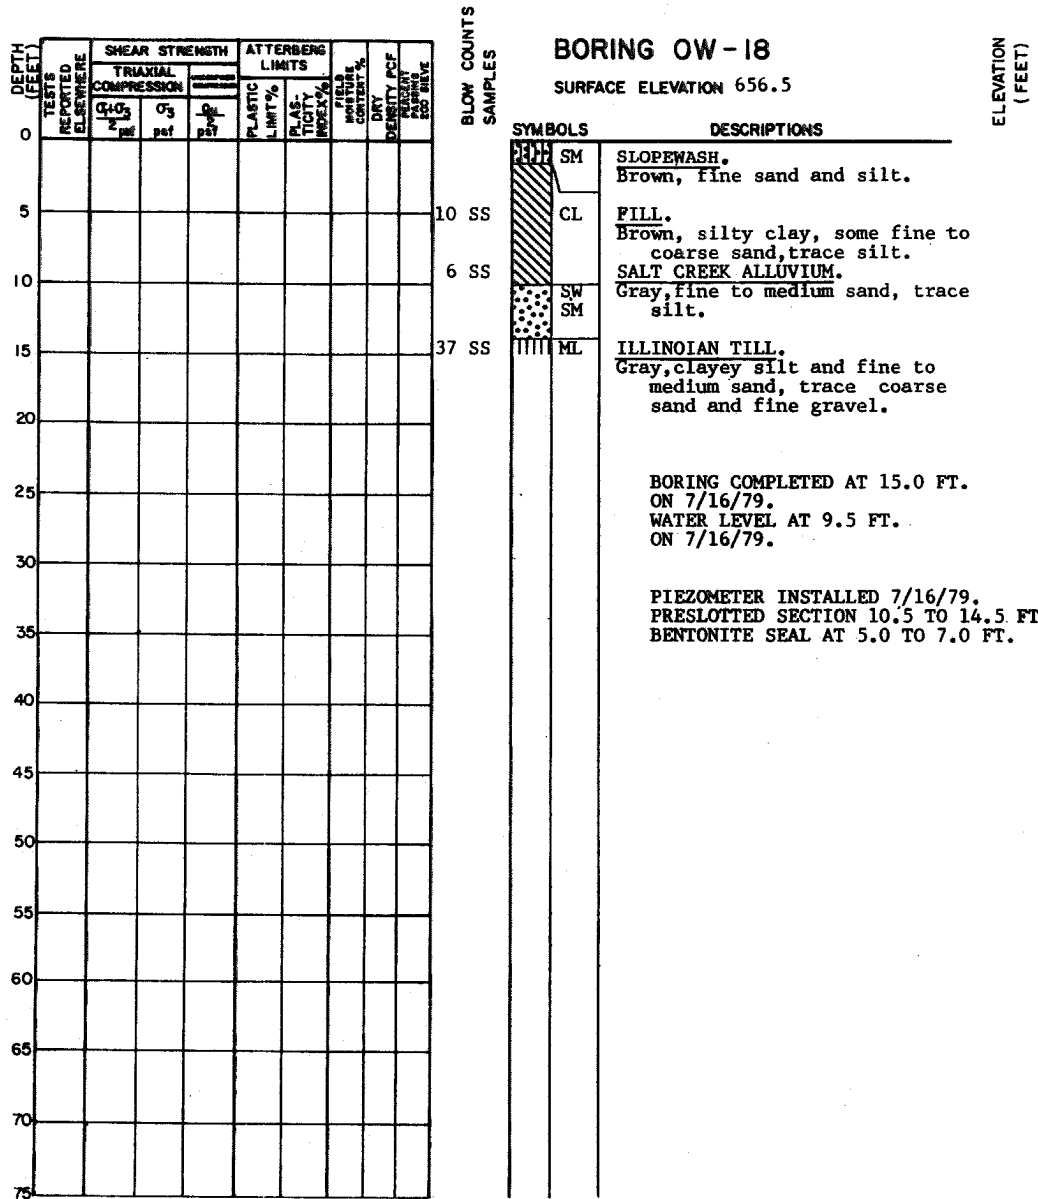 BORING OW-18
SURFACE ELEVATION 656.5
DEPTH (FEET)
TESTS REPORTED ELSEWHERE
SHEAR STRENGTH
TRIAXIAL COMPRESSION
σ3
psf
psf
ATTERBERG LIMITS
PLASTIC LIMIT%
PLAS-TICITY INDEX%
FIELD MOISTURE CONTENT %
DRY DENSITY PCF
PERCENT PASSING 200 SIEVE
BLOW COUNTS
SAMPLES
ELEVATION (FEET)
SYMBOLS DESCRIPTIONS
0
SM SLOPEWASH.
Brown, fine sand and silt.
5 10 SS CL FILL.
Brown, silty clay, some fine to
coarse sand,trace silt.
6 SS SALT CREEK ALLUVIUM.
10 SW Gray,fine to medium sand, trace
SM silt.
15 37 SS ML ILLINOIAN TILL.
Gray,clayey silt and fine to
medium sand, trace coarse
sand and fine gravel.
20
25 BORING COMPLETED AT 15.0 FT.
ON 7/16/79.
WATER LEVEL AT 9.5 FT.
ON 7/16/79.
30
PIEZOMETER INSTALLED 7/16/79.
PRESLOTTED SECTION 10.5 TO 14.5 FT
35 BENTONITE SEAL AT 5.0 TO 7.0 FT.
40
45
50
55
60
65
70
75